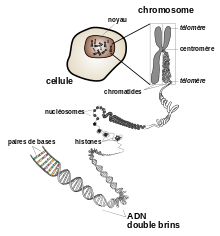 chromosome
noyau
télomère
centromère
cellule
télomère
chromatides
nucléosomes
paires de bases
histones
ADN
double brins